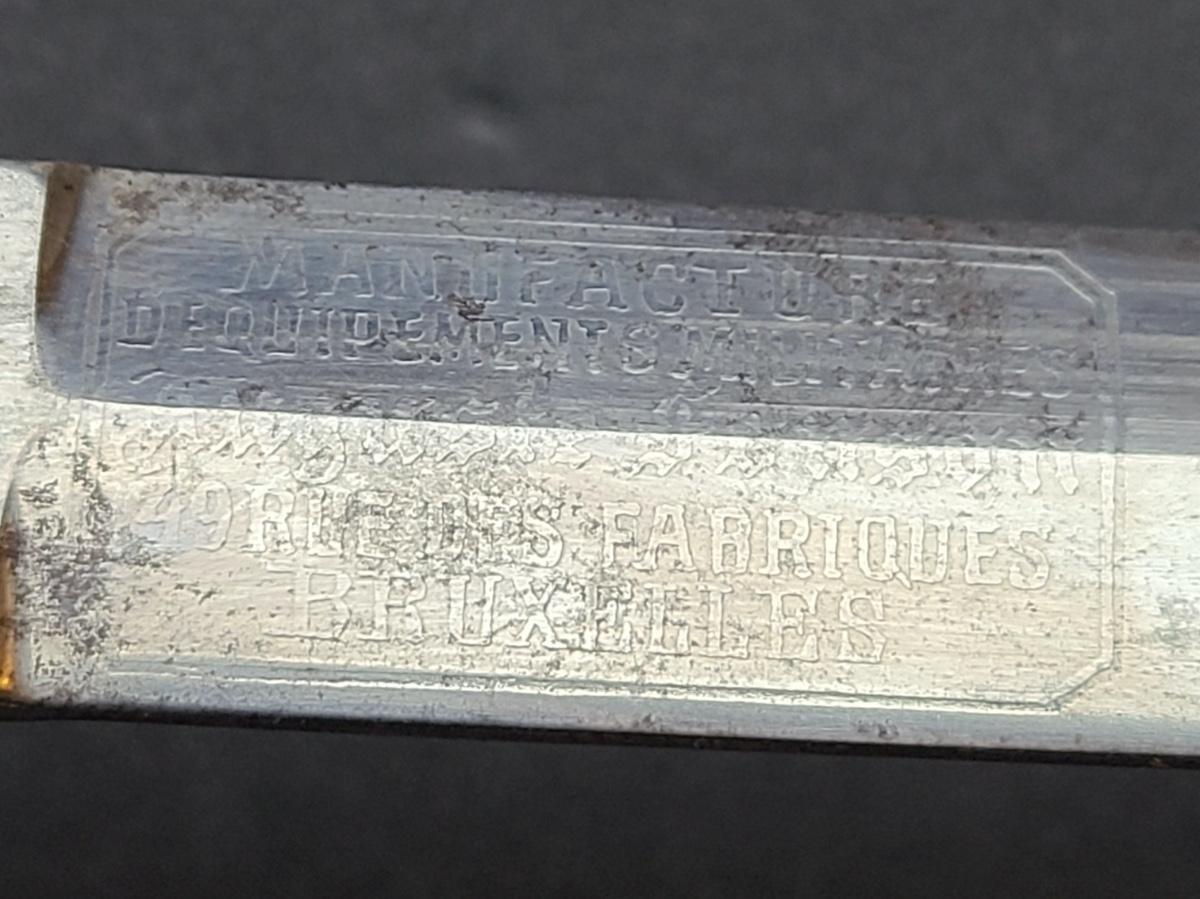 MANUFACTURE
D'EQUIPEMENTS MILITAIRES
49 RUE DES FABRIQUES
BRUXELLES